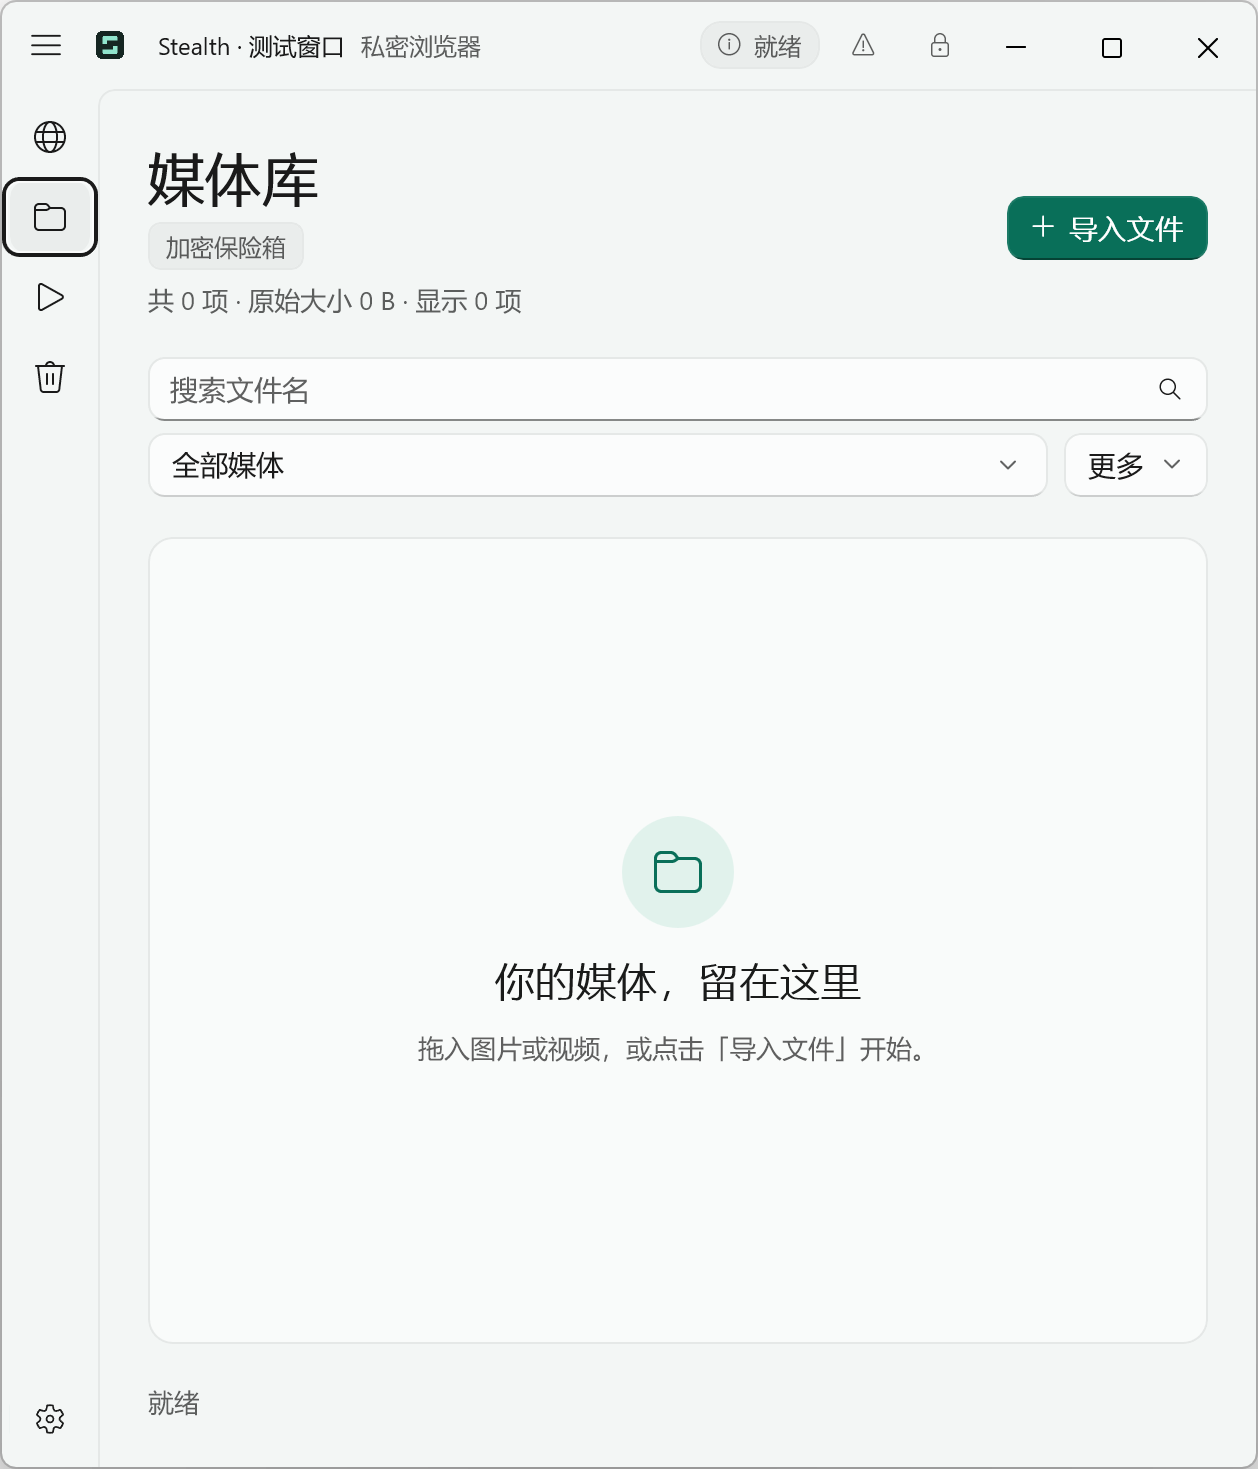 Stealth · 测试窗口 私密浏览器 就绪
媒体库
加密保险箱
导入文件
共 0 项 · 原始大小 0 B · 显示 0 项
搜索文件名
全部媒体 更多
你的媒体，留在这里
拖入图片或视频，或点击「导入文件」开始。
就绪